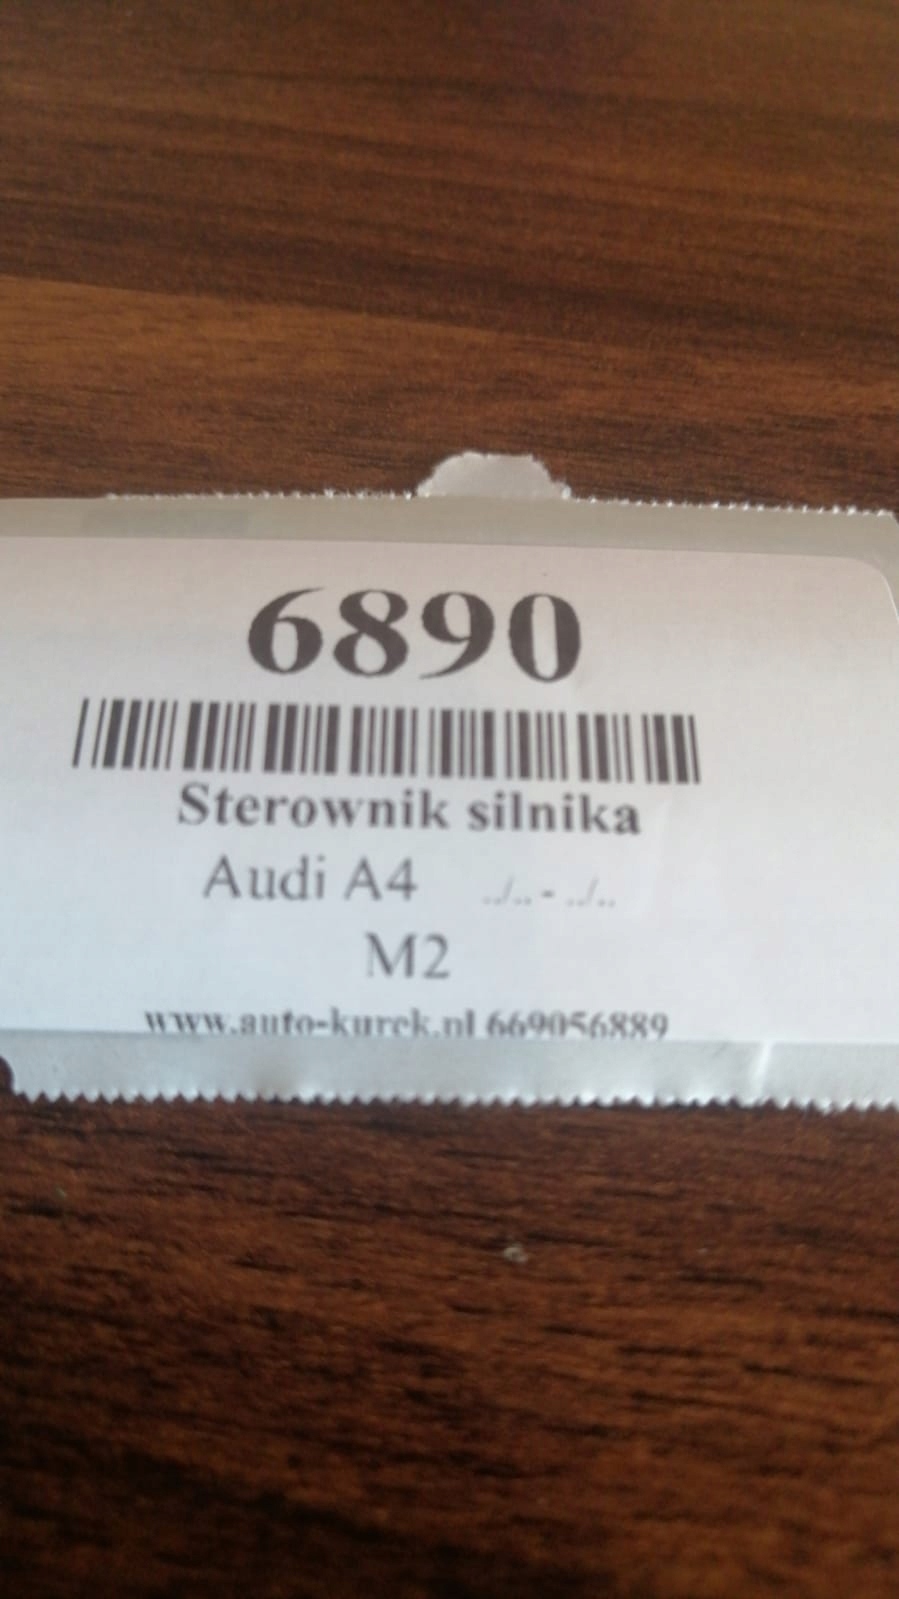 6890
Sterownik silnika
Audi A4 ../.. - ../..
M2
www.auto-kurek.pl 669056889